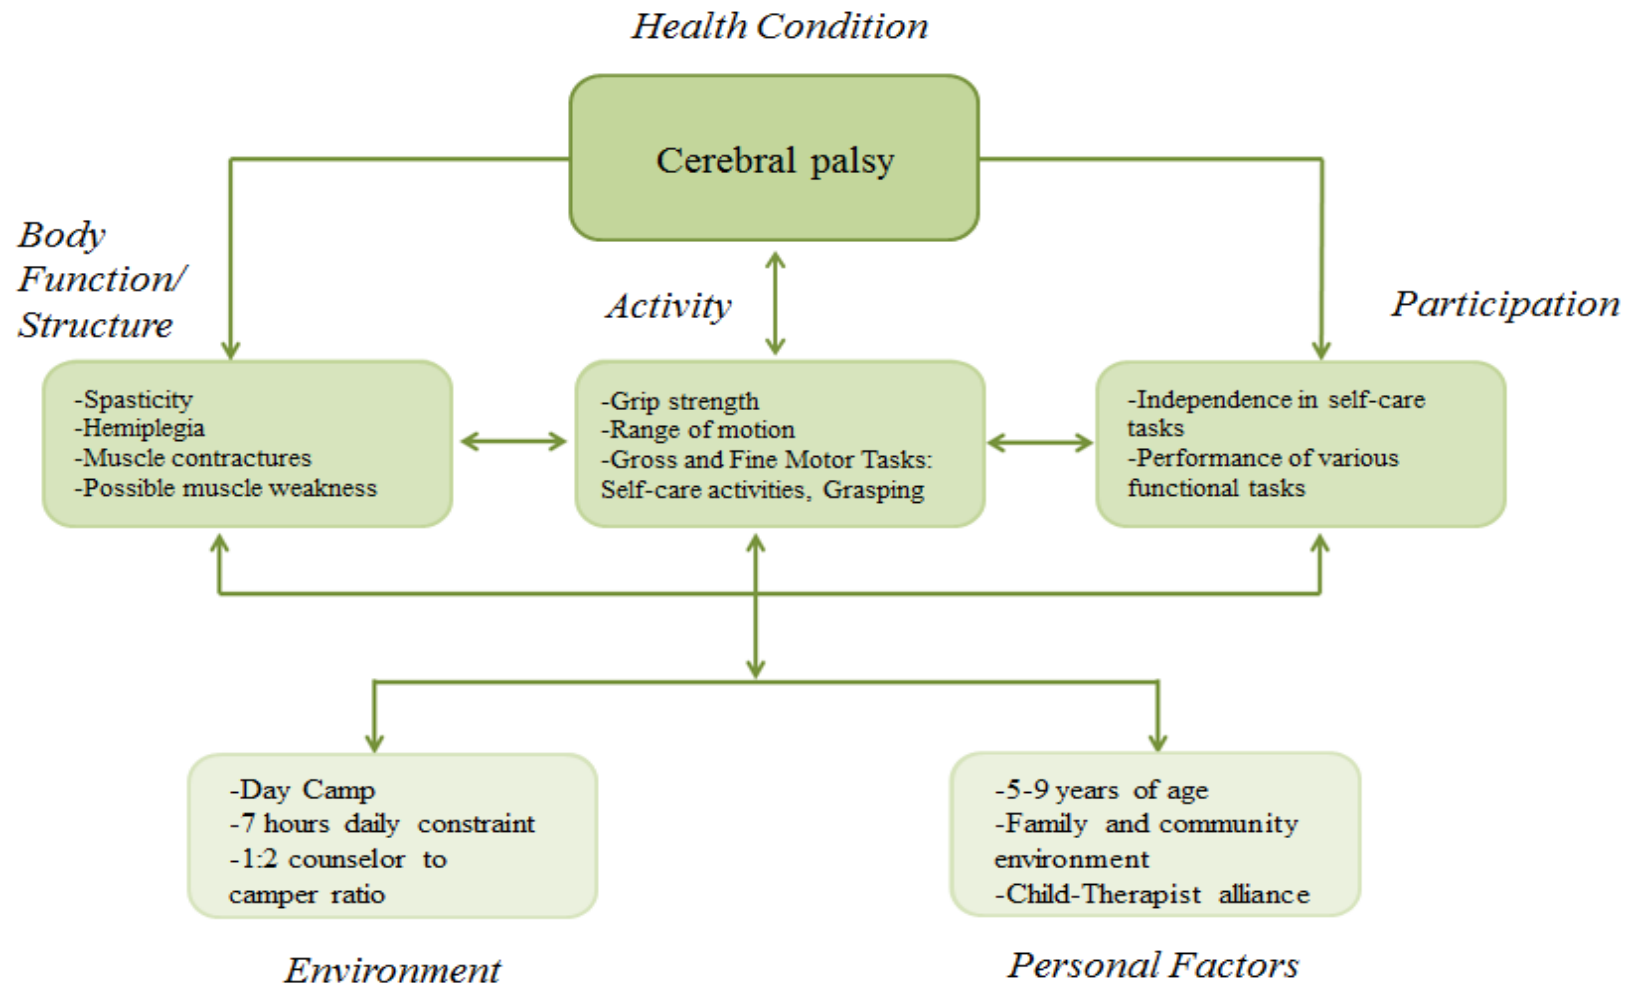 Health Condition
Cerebral palsy
Body
Function/
Structure
Activity
Participation
-Spasticity
-Hemiplegia
-Muscle contractures
-Possible muscle weakness
-Grip strength
-Range of motion
-Gross and Fine Motor Tasks:
Self-care activities, Grasping
-Independence in self-care
tasks
-Performance of various
functional tasks
-Day Camp
-7 hours daily constraint
-1:2 counselor to
camper ratio
-5-9 years of age
-Family and community
environment
-Child-Therapist alliance
Environment
Personal Factors